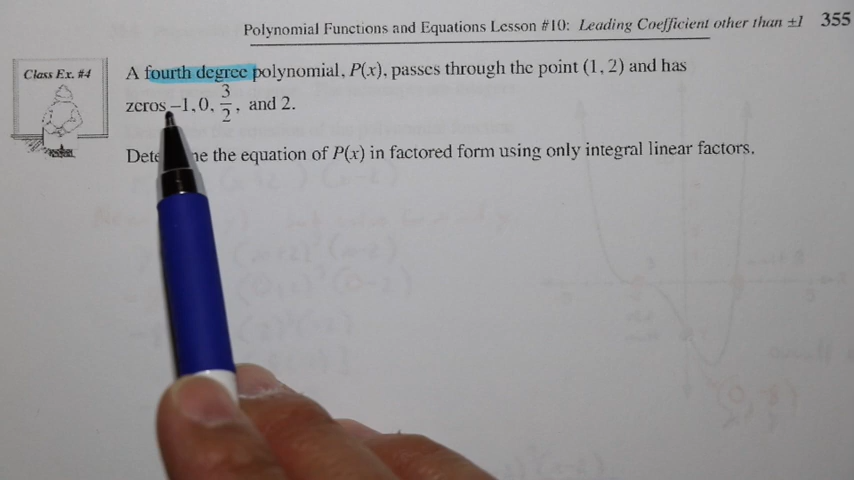 Polynomial Functions and Equations Lesson #10: Leading Coefficient other than ±1 355
Class Ex. #4
A fourth degree polynomial, P(x), passes through the point (1, 2) and has
zeros −1, 0, 3/2, and 2.
the equation of P(x) in factored form using only integral linear factors.